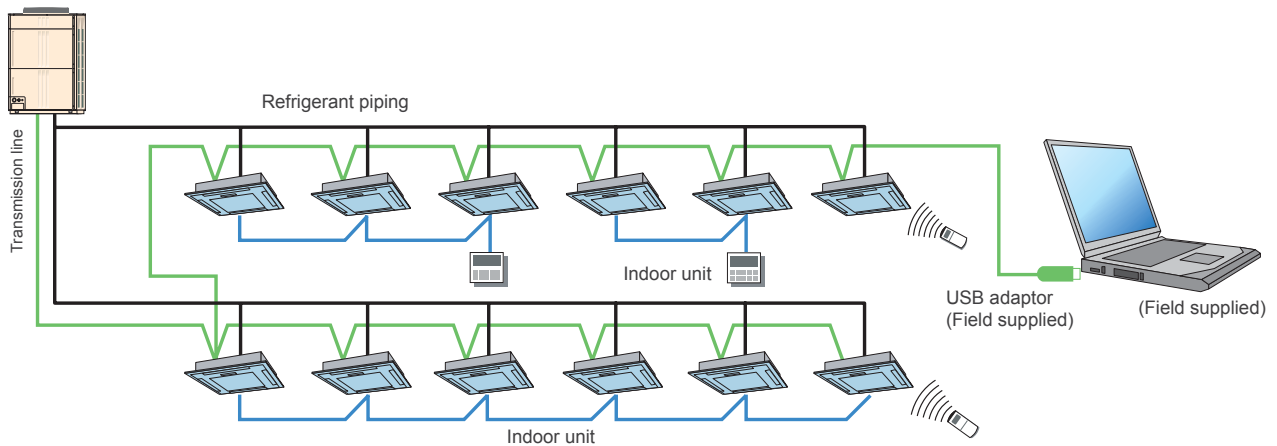 Refrigerant piping
Transmission line
Indoor unit
USB adaptor
(Field supplied)
(Field supplied)
Indoor unit